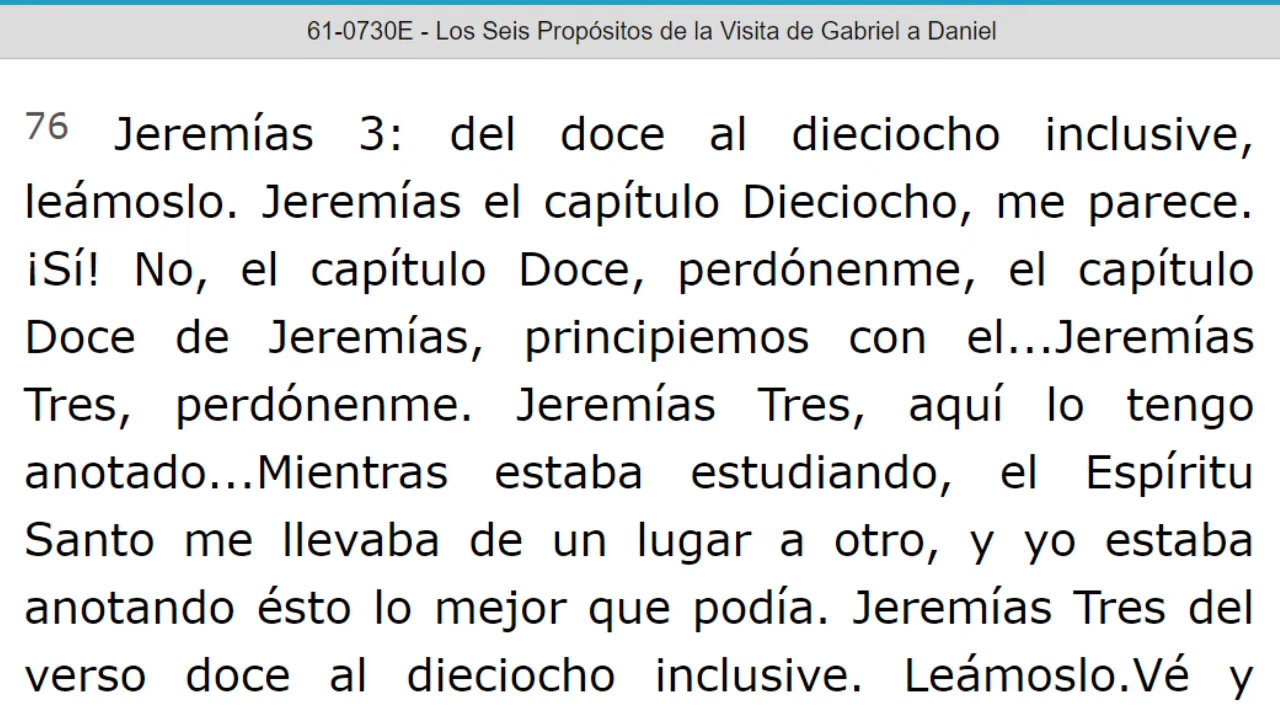 61-0730E - Los Seis Propósitos de la Visita de Gabriel a Daniel
76 Jeremías 3: del doce al dieciocho inclusive,
leámoslo. Jeremías el capítulo Dieciocho, me parece.
¡Sí! No, el capítulo Doce, perdónenme, el capítulo
Doce de Jeremías, principiemos con el...Jeremías
Tres, perdónenme. Jeremías Tres, aquí lo tengo
anotado...Mientras estaba estudiando, el Espíritu
Santo me llevaba de un lugar a otro, y yo estaba
anotando ésto lo mejor que podía. Jeremías Tres del
verso doce al dieciocho inclusive. Leámoslo.Vé y